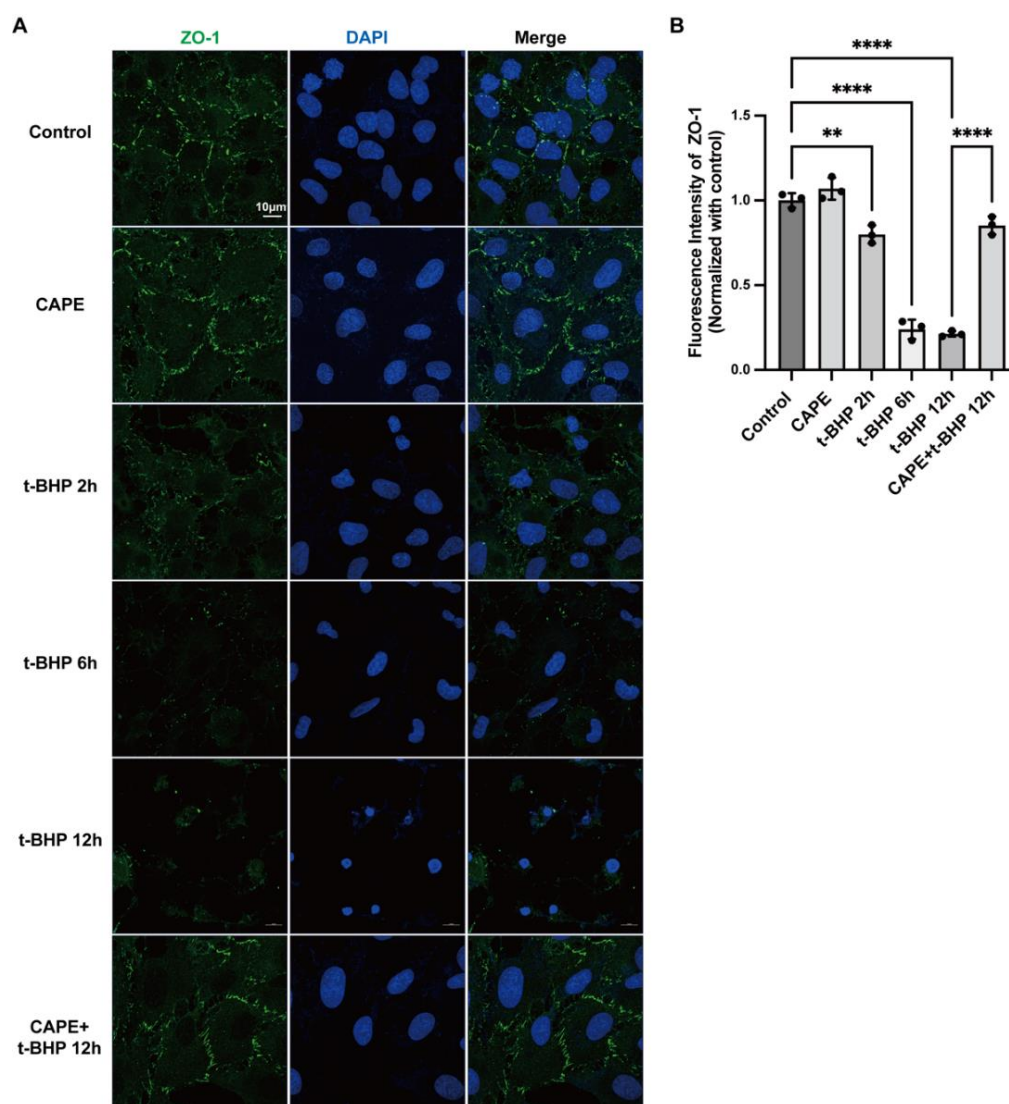 A
ZO-1 DAPI Merge
Control
10μm
CAPE
t-BHP 2h
t-BHP 6h
t-BHP 12h
CAPE+
t-BHP 12h
B
****
****
** ****
Fluorescence Intensity of ZO-1
(Normalized with control)
1.5
1.0
0.5
0.0
Control
CAPE
t-BHP 2h
t-BHP 6h
t-BHP 12h
CAPE+t-BHP 12h